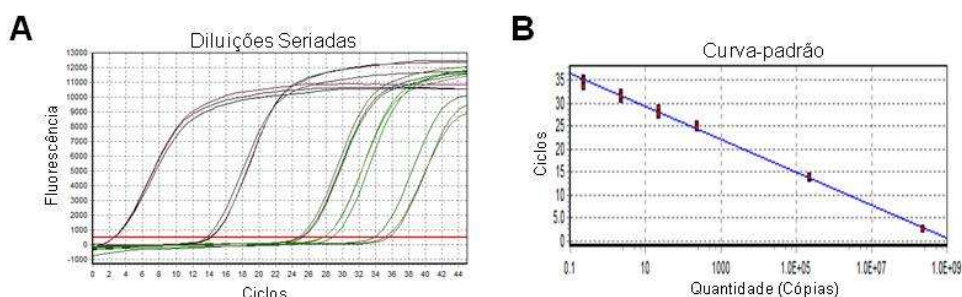 A
Diluições Seriadas
Fluorescência
13000
12000
11000
10000
9000
8000
7000
6000
5000
4000
3000
2000
1000
0
-1000
0 2 4 6 8 10 12 14 16 18 20 22 24 26 28 30 32 34 36 38 40 42 44
Ciclos
B
Curva-padrão
Ciclos
35
30
25
20
15
10
5.0
0
0.1 10 1000 1.0E+05 1.0E+07 1.0E+09
Quantidade (Cópias)